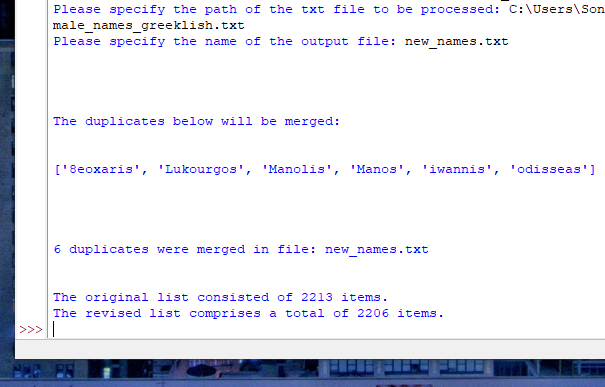 Please specify the path of the txt file to be processed: C:\Users\Son
male_names_greeklish.txt
Please specify the name of the output file: new_names.txt
The duplicates below will be merged:
['8eoxaris', 'Lukourgos', 'Manolis', 'Manos', 'iwannis', 'odisseas']
6 duplicates were merged in file: new_names.txt
The original list consisted of 2213 items.
The revised list comprises a total of 2206 items.
>>>